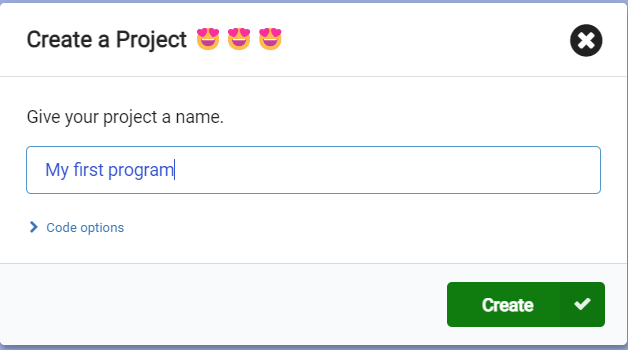 Create a Project 😍 😍 😍
Give your project a name.
My first program
Code options
Create